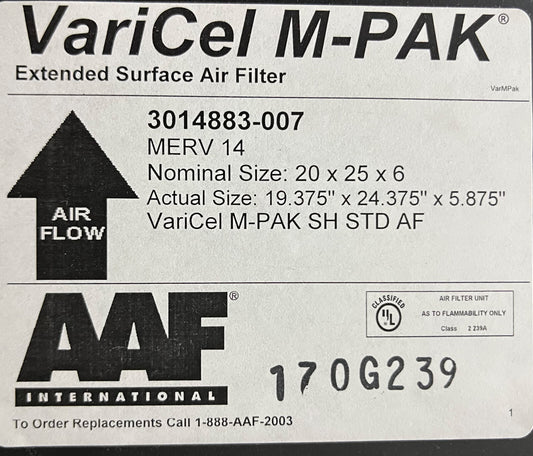 VariCel M-PAK®
Extended Surface Air Filter
VarMPak
3014883-007
MERV 14
Nominal Size: 20 x 25 x 6
Actual Size: 19.375" x 24.375" x 5.875"
VariCel M-PAK SH STD AF
AIR
FLOW
AAF®
INTERNATIONAL
CLASSIFIED
UL
AIR FILTER UNIT
AS TO FLAMMABILITY ONLY
Class 2 239A
170G239
To Order Replacements Call 1-888-AAF-2003
1